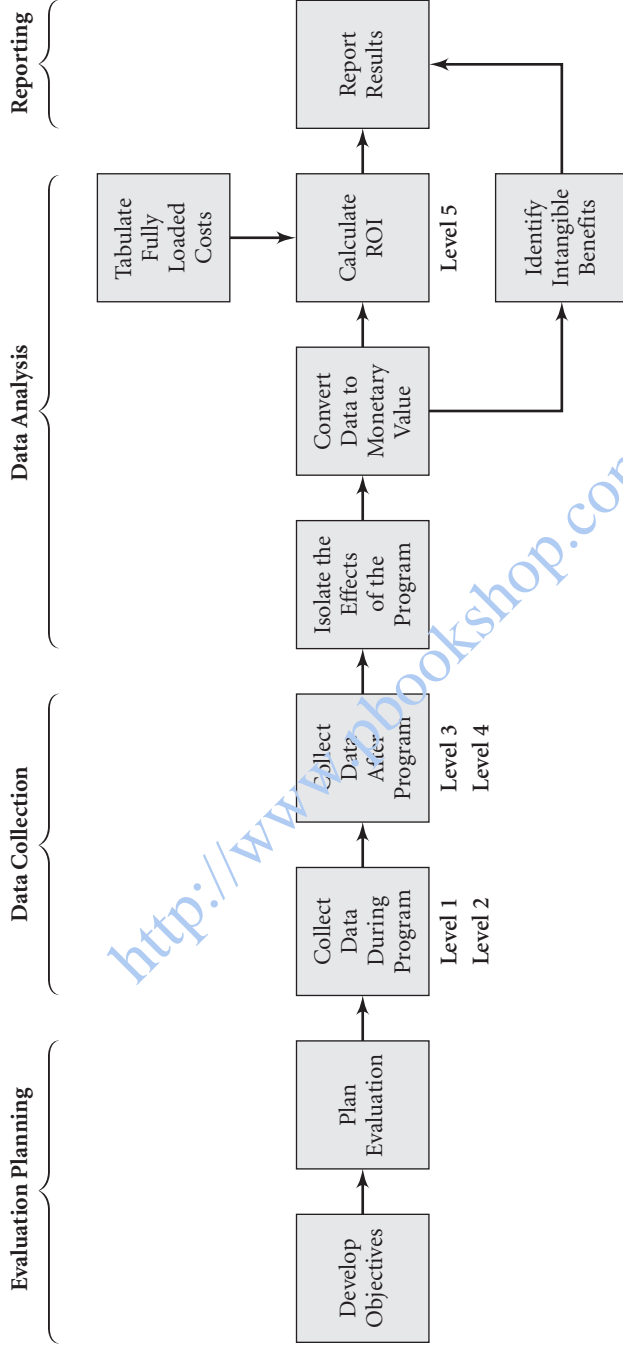 Evaluation Planning
Data Collection
Data Analysis
Reporting
Develop
Objectives
Plan
Evaluation
Collect
Data
During
Program
Level 1
Level 2
Collect
Data
After
Program
Level 3
Level 4
Isolate the
Effects
of the
Program
Convert
Data to
Monetary
Value
Tabulate
Fully
Loaded
Costs
Calculate
ROI
Level 5
Identify
Intangible
Benefits
Report
Results
http://www.pbookshop.com